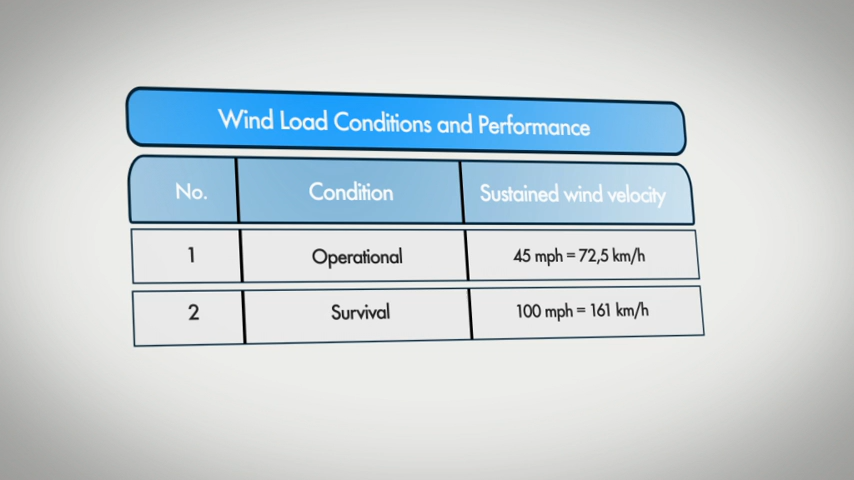 Wind Load Conditions and Performance
No. Condition Sustained wind velocity
1 Operational 45 mph = 72,5 km/h
2 Survival 100 mph = 161 km/h